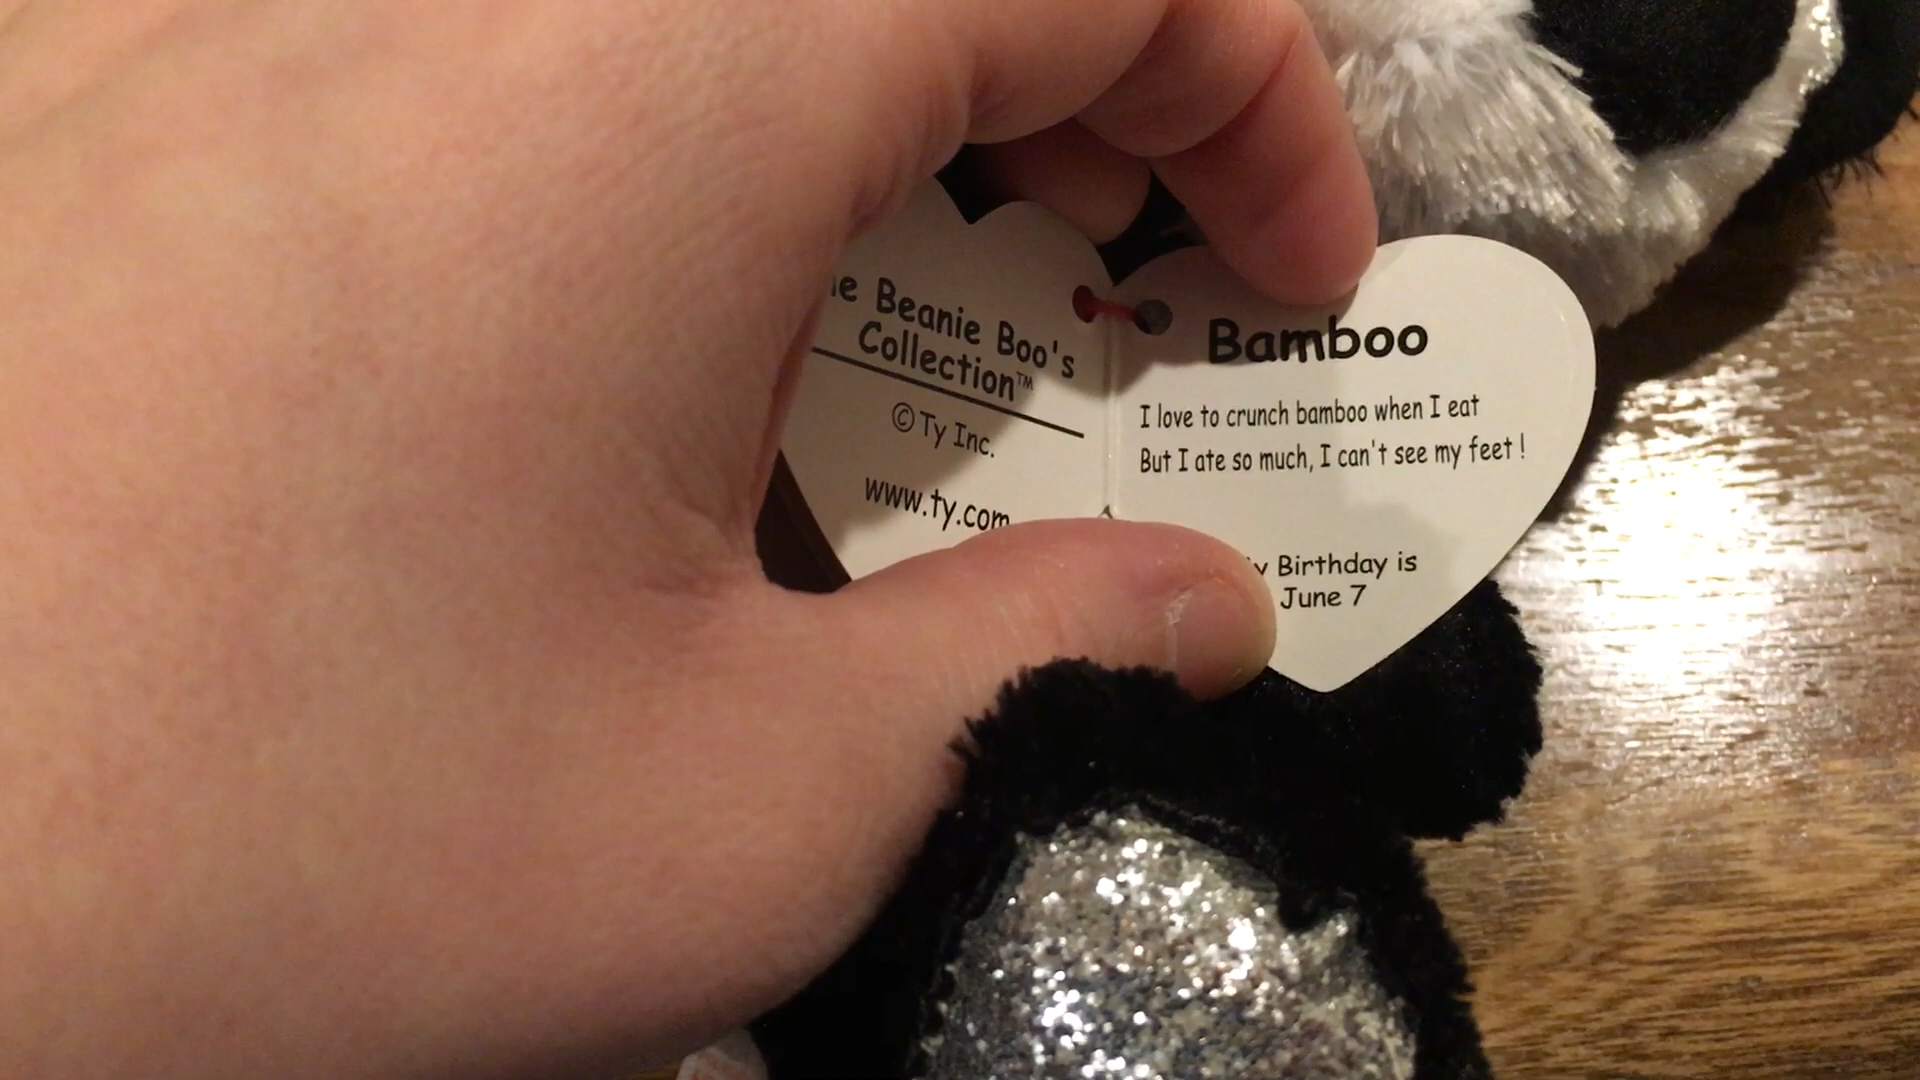 Beanie Boo's
Collection™
© Ty Inc.
www.ty.com
Bamboo
I love to crunch bamboo when I eat
But I ate so much, I can't see my feet !
Birthday is
June 7